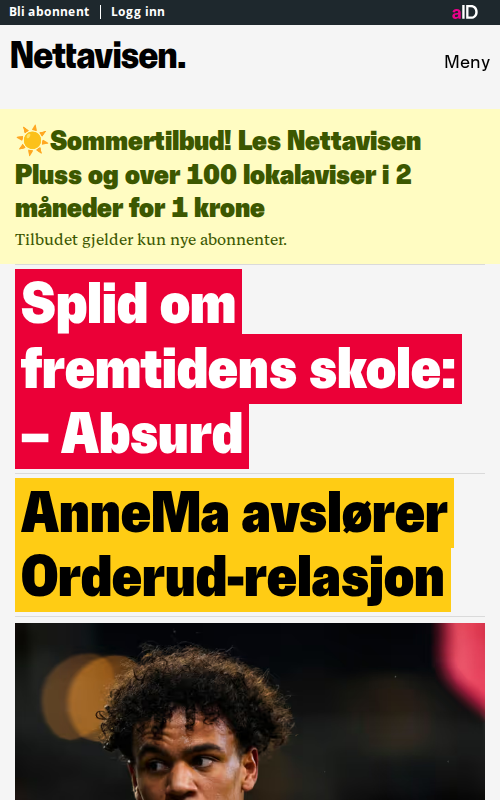 Bli abonnent | Logg inn
aID
Nettavisen.
Meny
☀️Sommertilbud! Les Nettavisen
Pluss og over 100 lokalaviser i 2
måneder for 1 krone
Tilbudet gjelder kun nye abonnenter.
Splid om
fremtidens skole:
– Absurd
AnneMa avslører
Orderud-relasjon